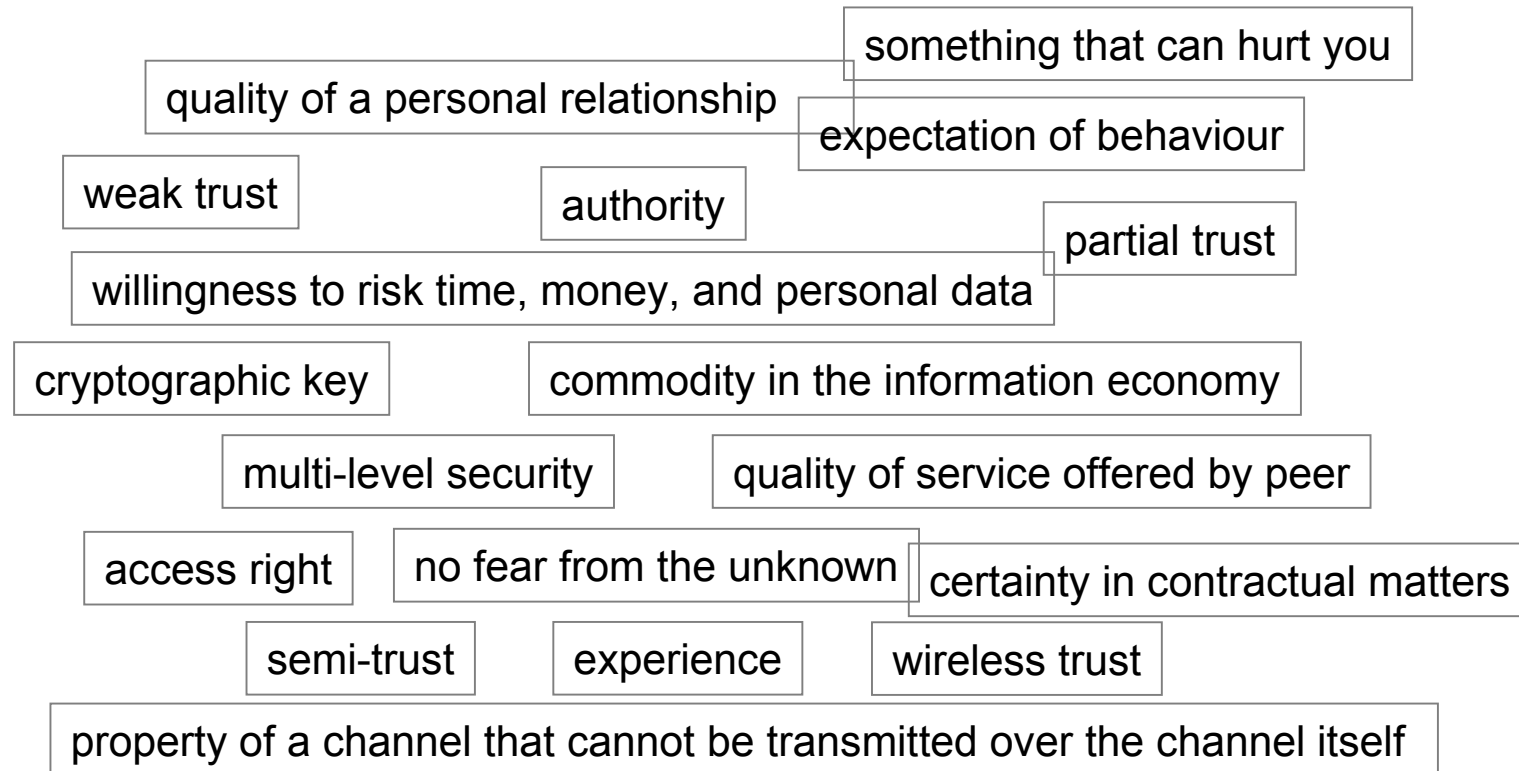 something that can hurt you
quality of a personal relationship
expectation of behaviour
weak trust
authority
partial trust
willingness to risk time, money, and personal data
cryptographic key
commodity in the information economy
multi-level security
quality of service offered by peer
access right
no fear from the unknown
certainty in contractual matters
semi-trust
experience
wireless trust
property of a channel that cannot be transmitted over the channel itself